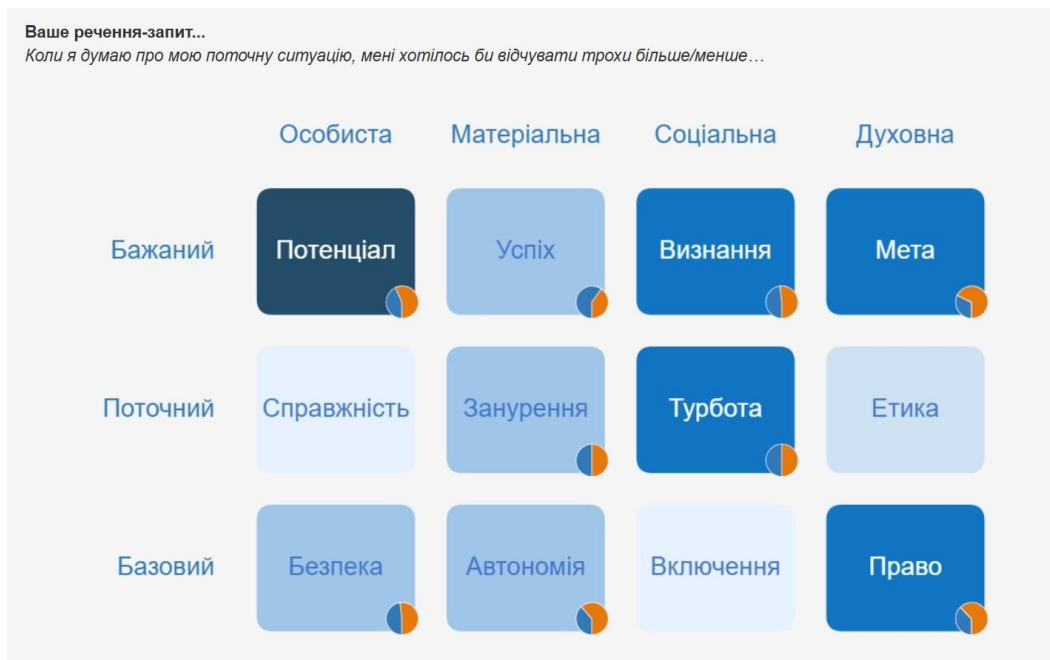 Ваше речення-запит...
Коли я думаю про мою поточну ситуацію, мені хотілось би відчувати трохи більше/менше…
Особиста Матеріальна Соціальна Духовна
Бажаний Потенціал Успіх Визнання Мета
Поточний Справжність Занурення Турбота Етика
Базовий Безпека Автономія Включення Право